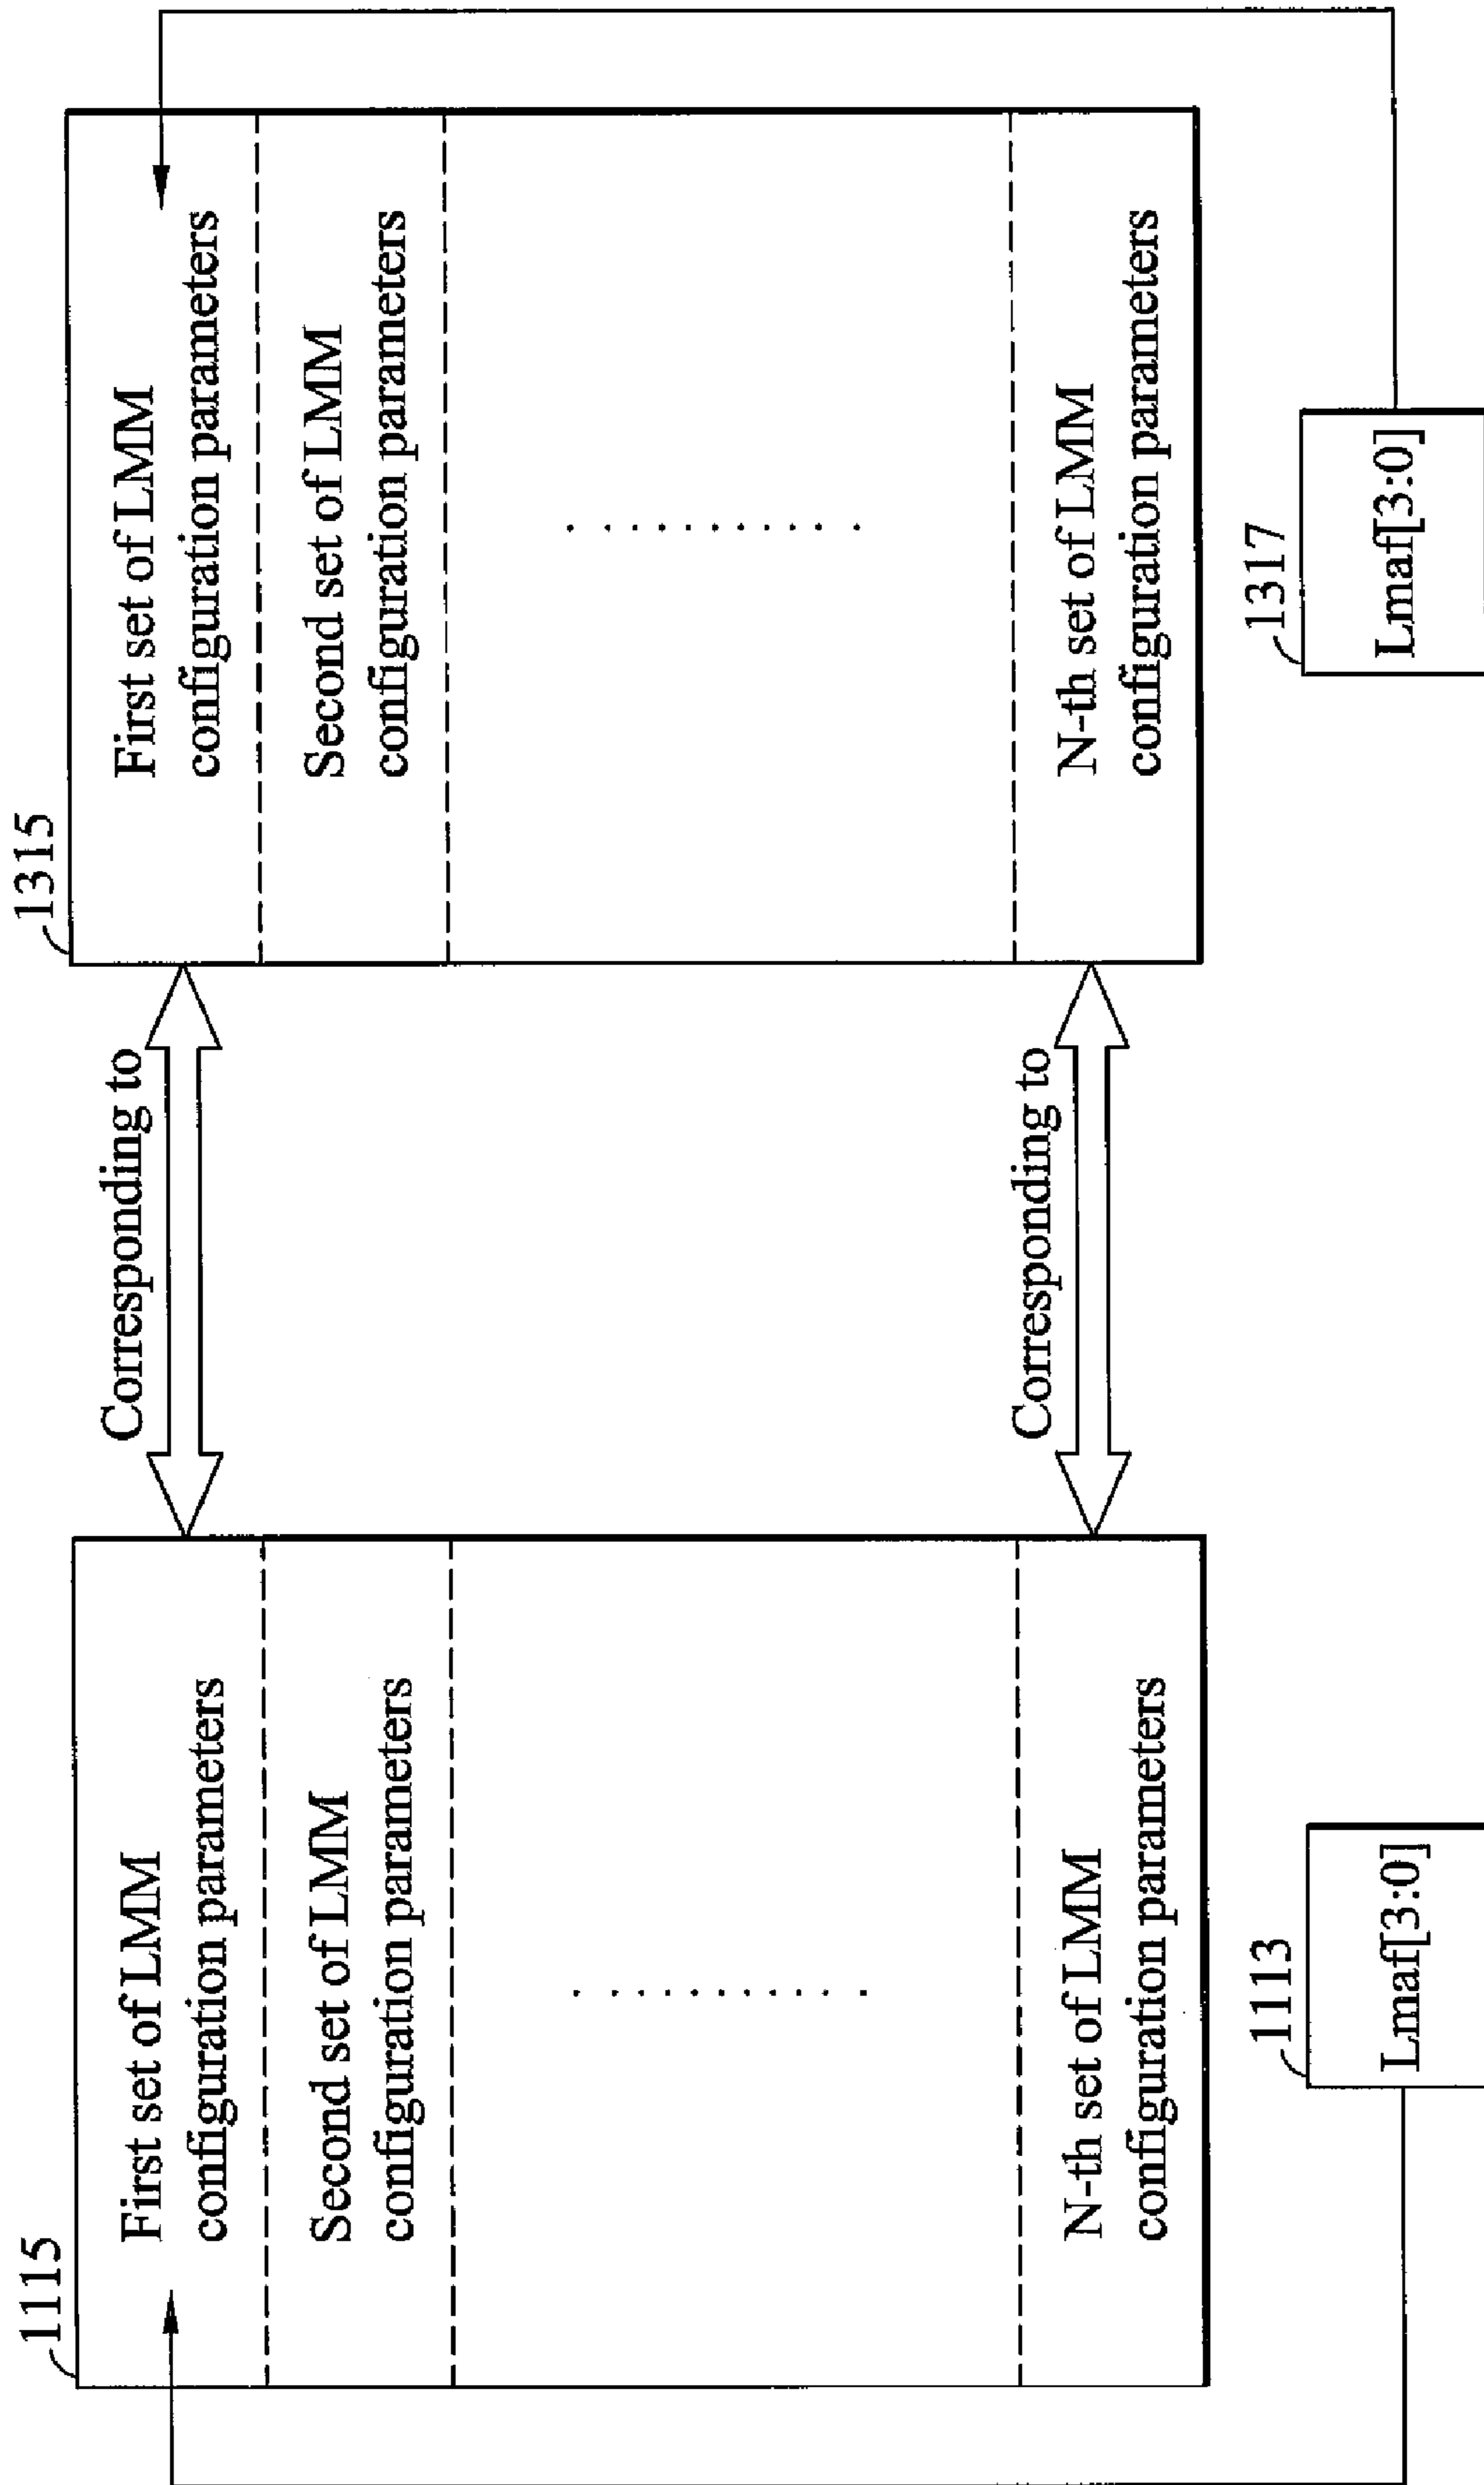 1115
First set of LMM
configuration parameters
Second set of LMM
configuration parameters
. . . . . . . . . .
N-th set of LMM
configuration parameters
1113
Lmaf[3:0]
Corresponding to
Corresponding to
1315
First set of LMM
configuration parameters
Second set of LMM
configuration parameters
. . . . . . . . . .
N-th set of LMM
configuration parameters
1317
Lmaf[3:0]